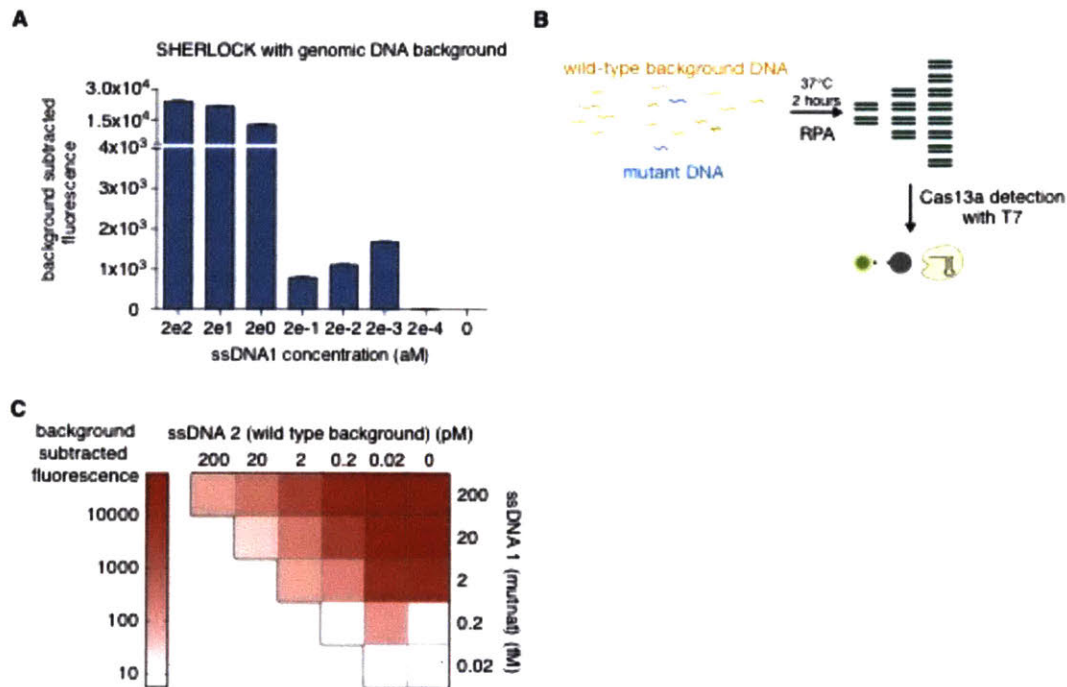 A
SHERLOCK with genomic DNA background
background subtracted
fluorescence
3.0x10⁴
1.5x10⁴
4x10³
3x10³
2x10³
1x10³
0
2e2 2e1 2e0 2e-1 2e-2 2e-3 2e-4 0
ssDNA1 concentration (aM)
B
wild-type background DNA
mutant DNA
37°C
2 hours
RPA
Cas13a detection
with T7
C
background
subtracted
fluorescence
10000
1000
100
10
ssDNA 2 (wild type background) (pM)
200 20 2 0.2 0.02 0
200
20
2
0.2
0.02
ssDNA 1 (mutnat) (fM)